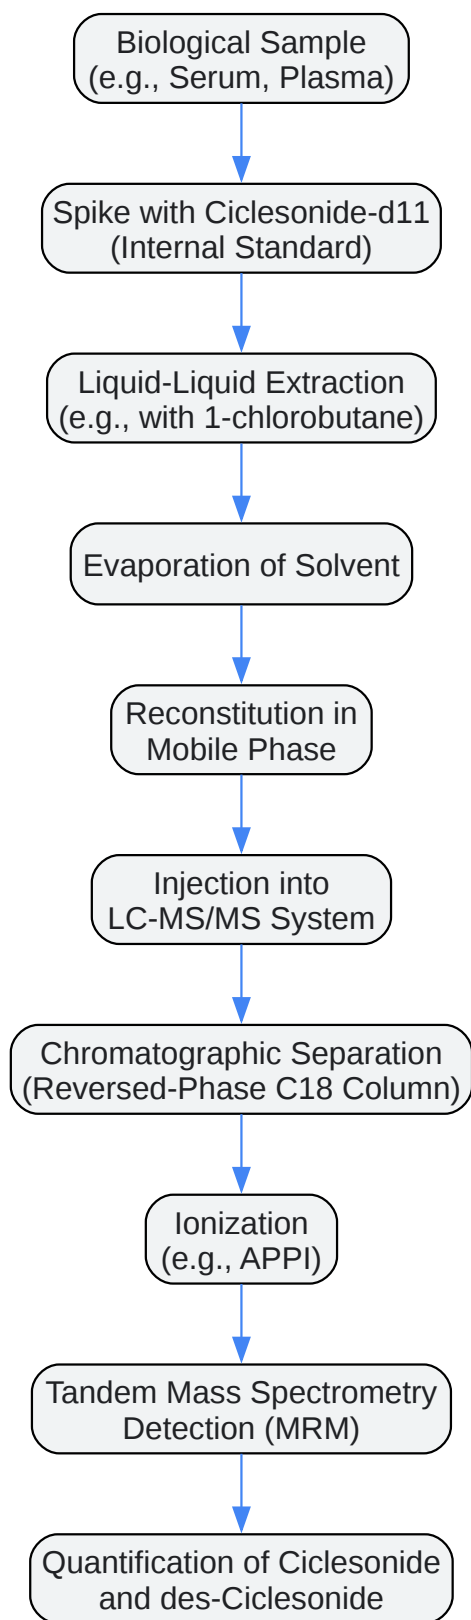 Biological Sample
(e.g., Serum, Plasma)
Spike with Ciclesonide-d11
(Internal Standard)
Liquid-Liquid Extraction
(e.g., with 1-chlorobutane)
Evaporation of Solvent
Reconstitution in
Mobile Phase
Injection into
LC-MS/MS System
Chromatographic Separation
(Reversed-Phase C18 Column)
Ionization
(e.g., APPI)
Tandem Mass Spectrometry
Detection (MRM)
Quantification of Ciclesonide
and des-Ciclesonide